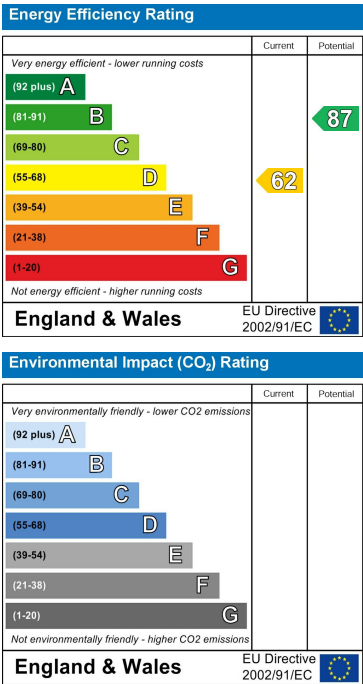 Energy Efficiency Rating
Current Potential
Very energy efficient - lower running costs
(92 plus) A
(81-91) B
87
(69-80) C
(55-68) D
62
(39-54) E
(21-38) F
(1-20) G
Not energy efficient - higher running costs
England & Wales
EU Directive
2002/91/EC
Environmental Impact (CO₂) Rating
Current Potential
Very environmentally friendly - lower CO2 emissions
(92 plus) A
(81-91) B
(69-80) C
(55-68) D
(39-54) E
(21-38) F
(1-20) G
Not environmentally friendly - higher CO2 emissions
England & Wales
EU Directive
2002/91/EC